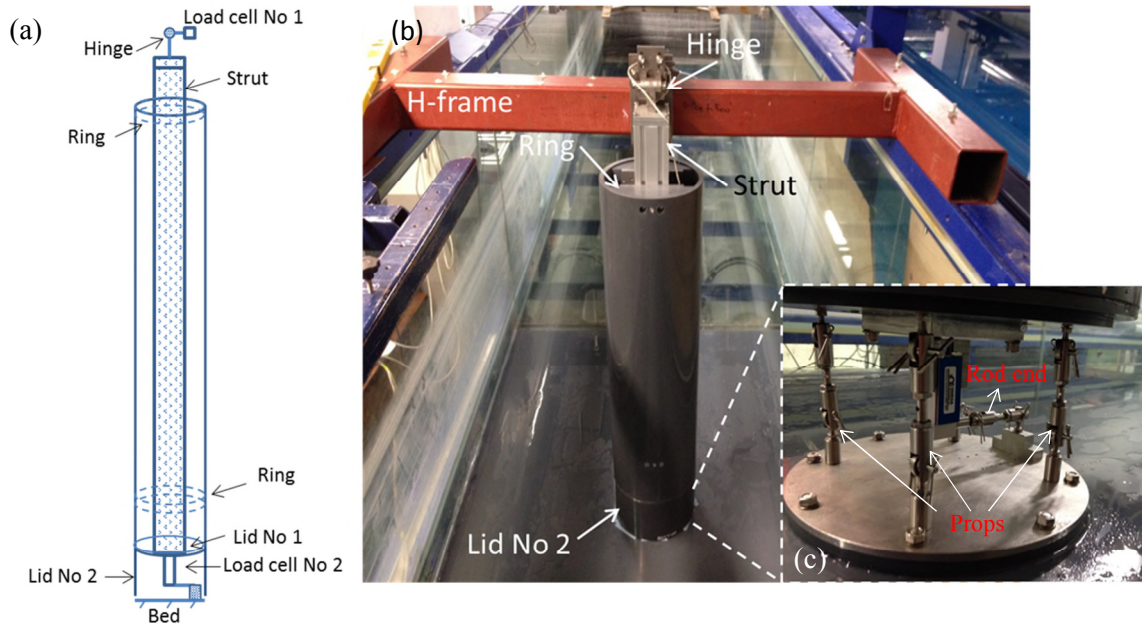 (a)
Load cell No 1
Hinge
Strut
Ring
Ring
Lid No 1
Load cell No 2
Lid No 2
Bed
(b)
Hinge
H-frame
Ring
Strut
Lid No 2
Rod end
Props
(c)